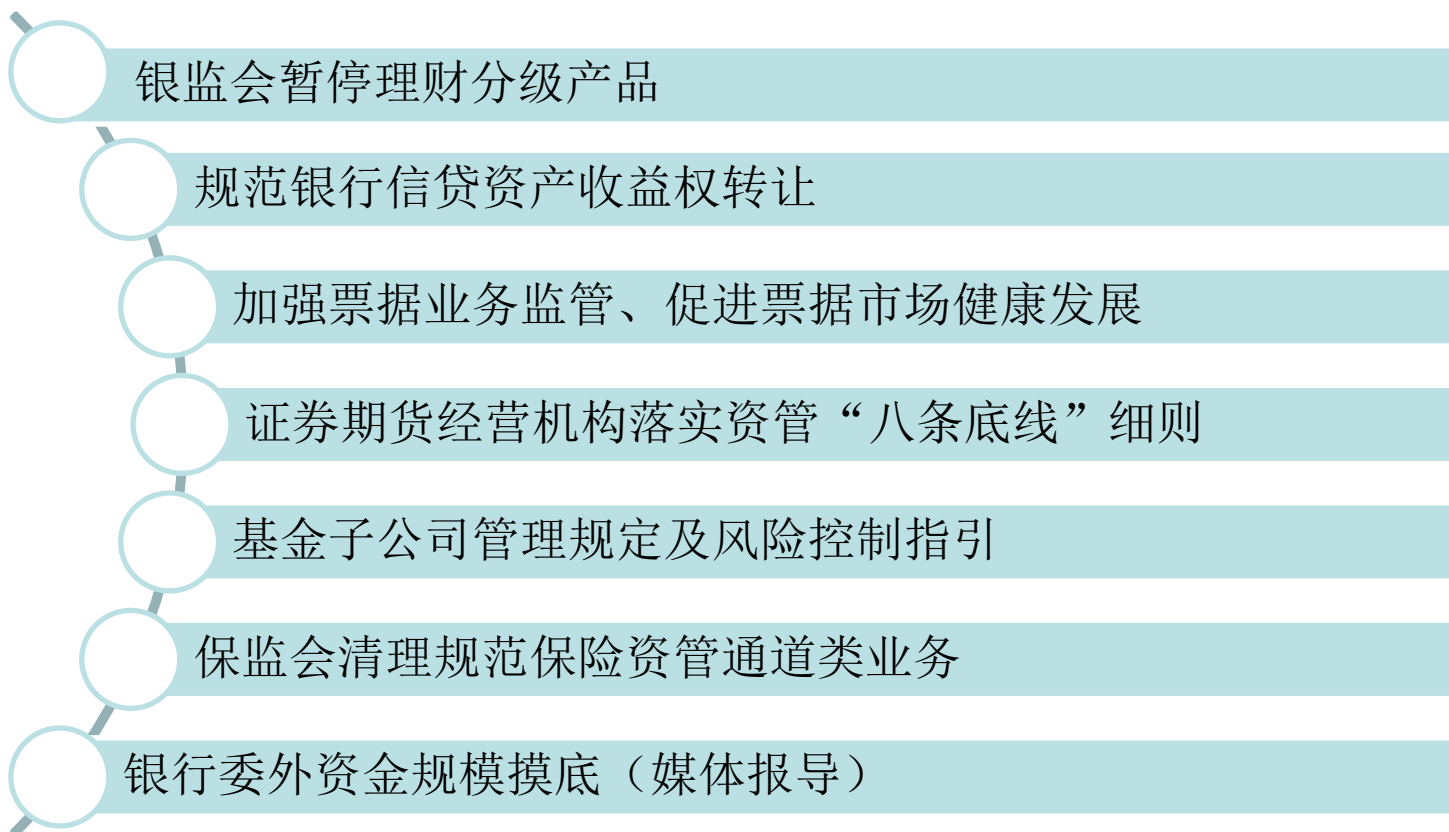 银监会暂停理财分级产品
规范银行信贷资产收益权转让
加强票据业务监管、促进票据市场健康发展
证券期货经营机构落实资管“八条底线”细则
基金子公司管理规定及风险控制指引
保监会清理规范保险资管通道类业务
银行委外资金规模摸底（媒体报导）